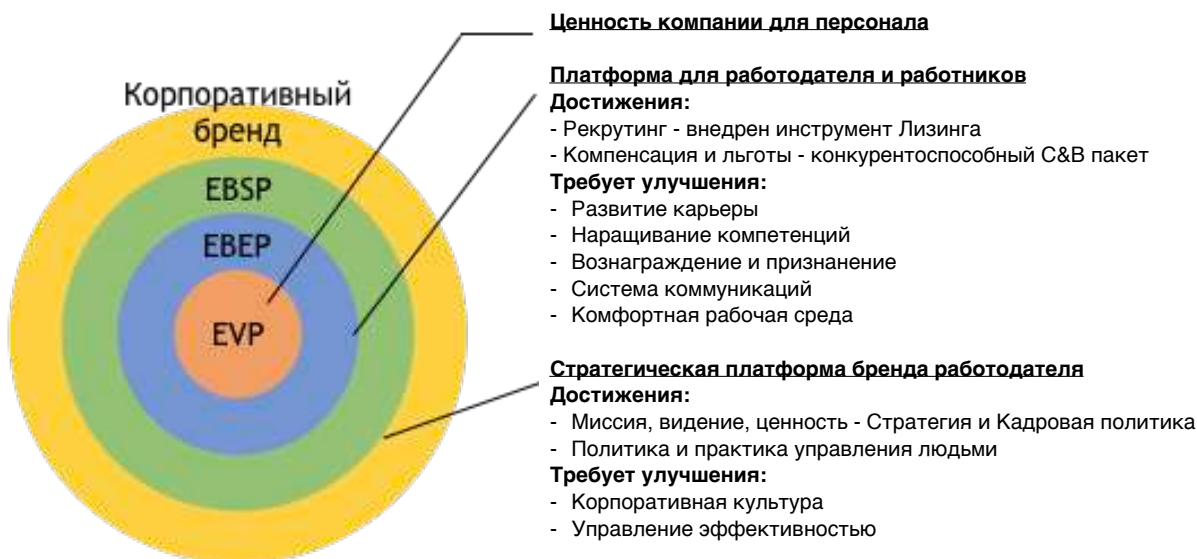 Корпоративный
бренд
EBSP
EBEP
EVP
Ценность компании для персонала
Платформа для работодателя и работников
Достижения:
- Рекрутинг - внедрен инструмент Лизинга
- Компенсация и льготы - конкурентоспособный C&B пакет
Требует улучшения:
- Развитие карьеры
- Наращивание компетенций
- Вознаграждение и признание
- Система коммуникаций
- Комфортная рабочая среда
Стратегическая платформа бренда работодателя
Достижения:
- Миссия, видение, ценность - Стратегия и Кадровая политика
- Политика и практика управления людьми
Требует улучшения:
- Корпоративная культура
- Управление эффективностью